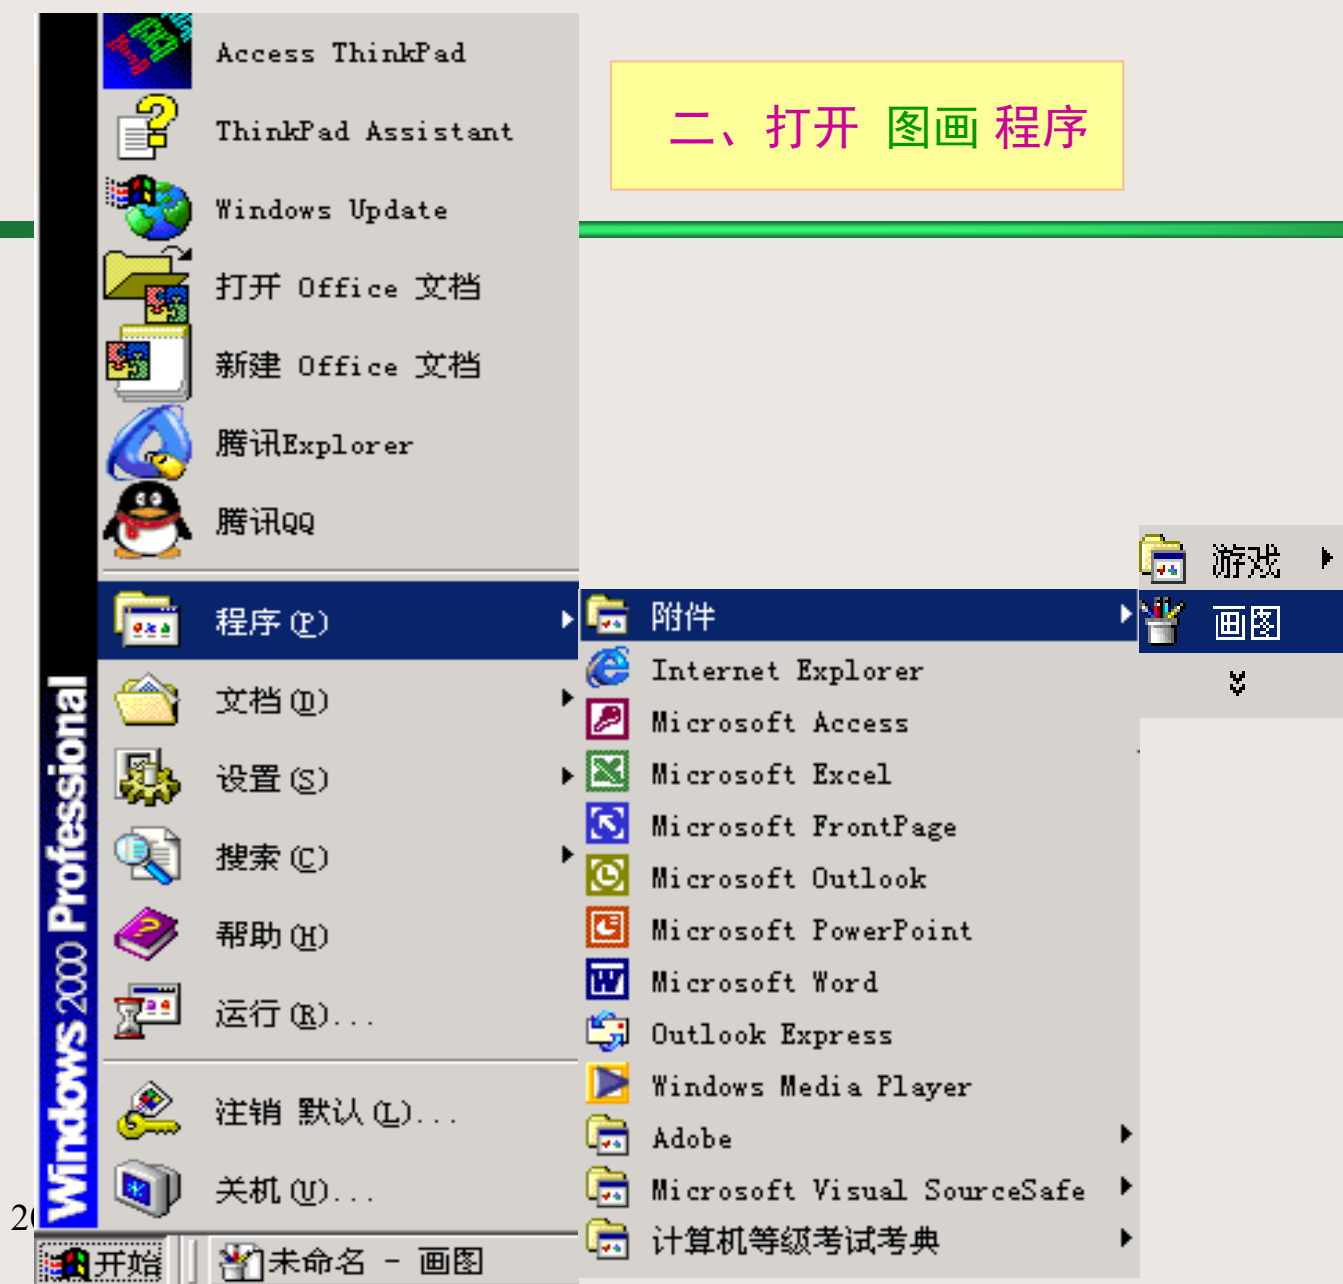 二、打开 图画 程序
Access ThinkPad
ThinkPad Assistant
Windows Update
打开 Office 文档
新建 Office 文档
腾讯Explorer
腾讯QQ
程序(P)
文档(D)
设置(S)
搜索(C)
帮助(H)
运行(R)...
注销 默认(L)...
关机(U)...
Windows 2000 Professional
附件
Internet Explorer
Microsoft Access
Microsoft Excel
Microsoft FrontPage
Microsoft Outlook
Microsoft PowerPoint
Microsoft Word
Outlook Express
Windows Media Player
Adobe
Microsoft Visual SourceSafe
计算机等级考试考典
游戏
画图
开始
未命名 - 画图